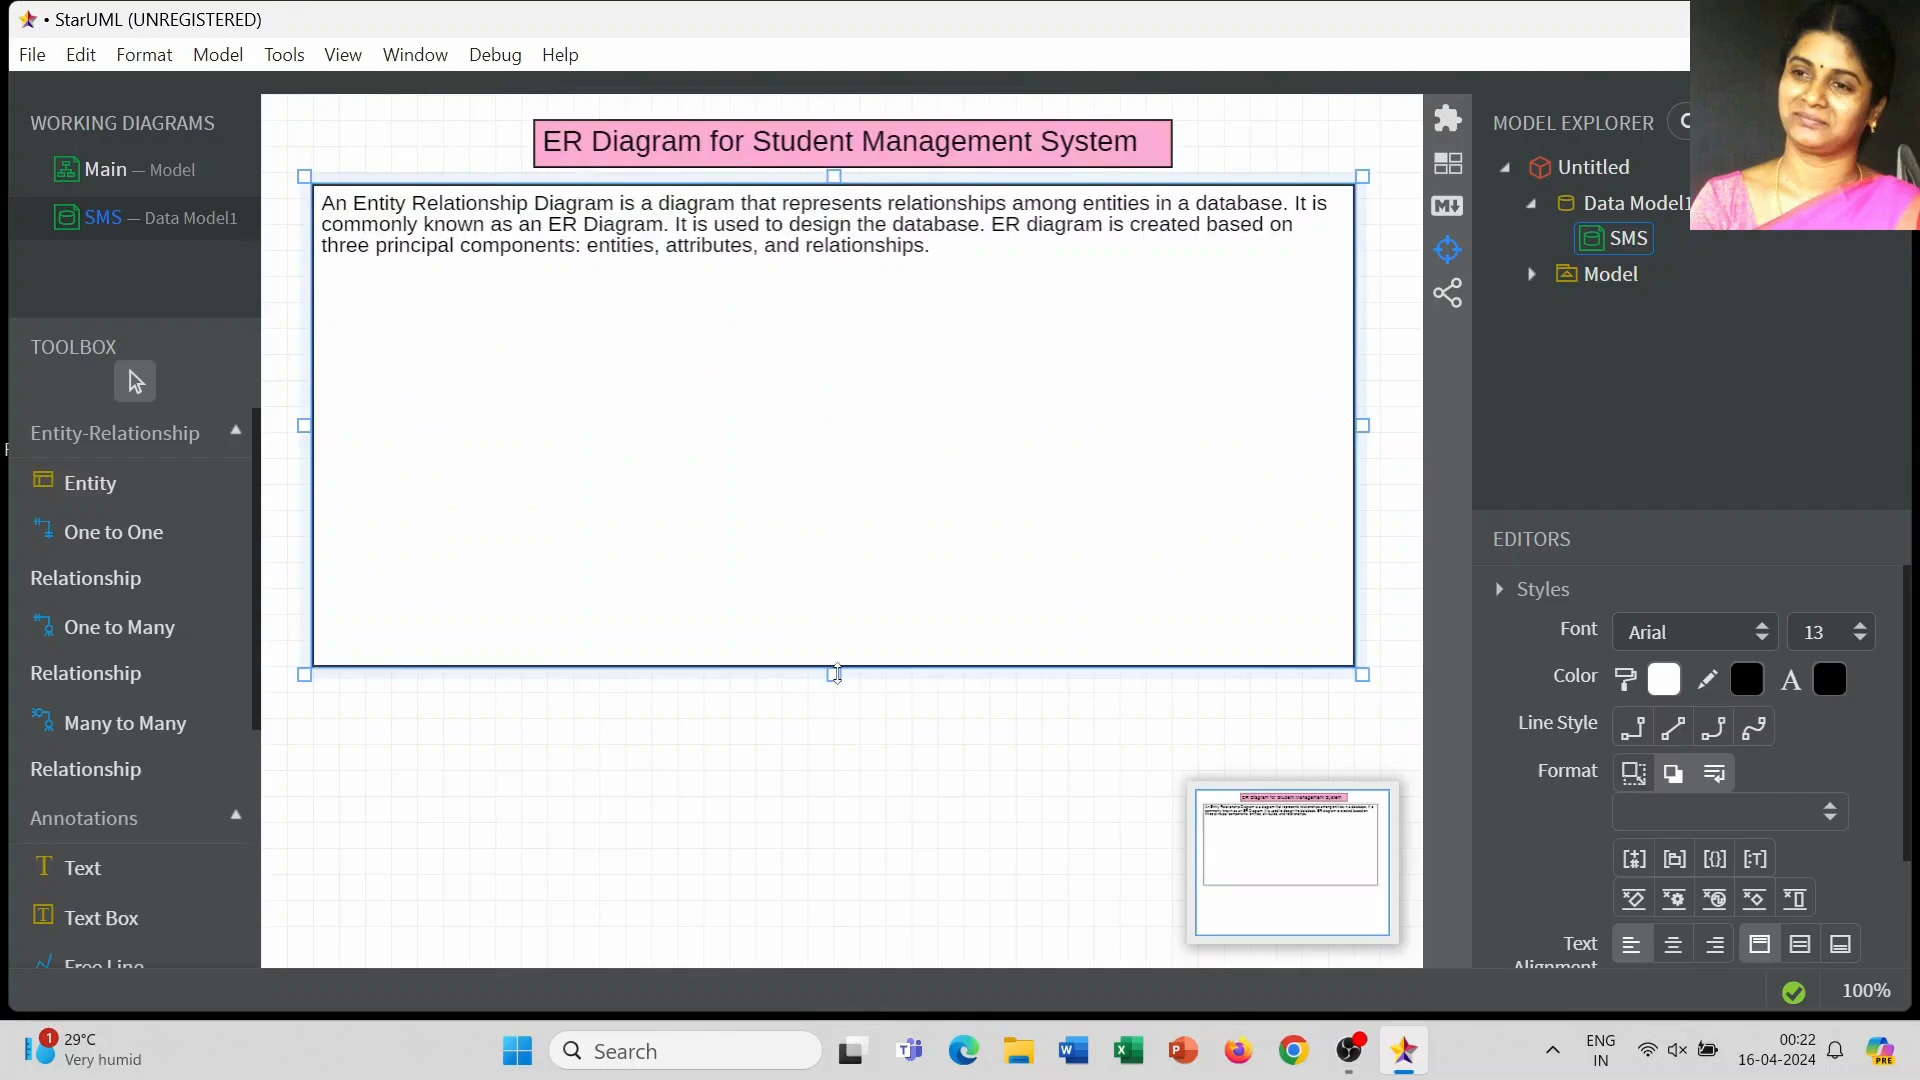 • StarUML (UNREGISTERED)
File Edit Format Model Tools View Window Debug Help
WORKING DIAGRAMS
Main — Model
SMS — Data Model1
TOOLBOX
Entity-Relationship
Entity
One to One
Relationship
One to Many
Relationship
Many to Many
Relationship
Annotations
Text
Text Box
Free Line
ER Diagram for Student Management System
An Entity Relationship Diagram is a diagram that represents relationships among entities in a database. It is
commonly known as an ER Diagram. It is used to design the database. ER diagram is created based on
three principal components: entities, attributes, and relationships.
MODEL EXPLORER
Untitled
Data Model1
SMS
Model
EDITORS
Styles
Font Arial 13
Color
Line Style
Format
Text
Alignment
100%
1
29°C
Very humid
Search
ENG
IN
00:22
16-04-2024
PRE